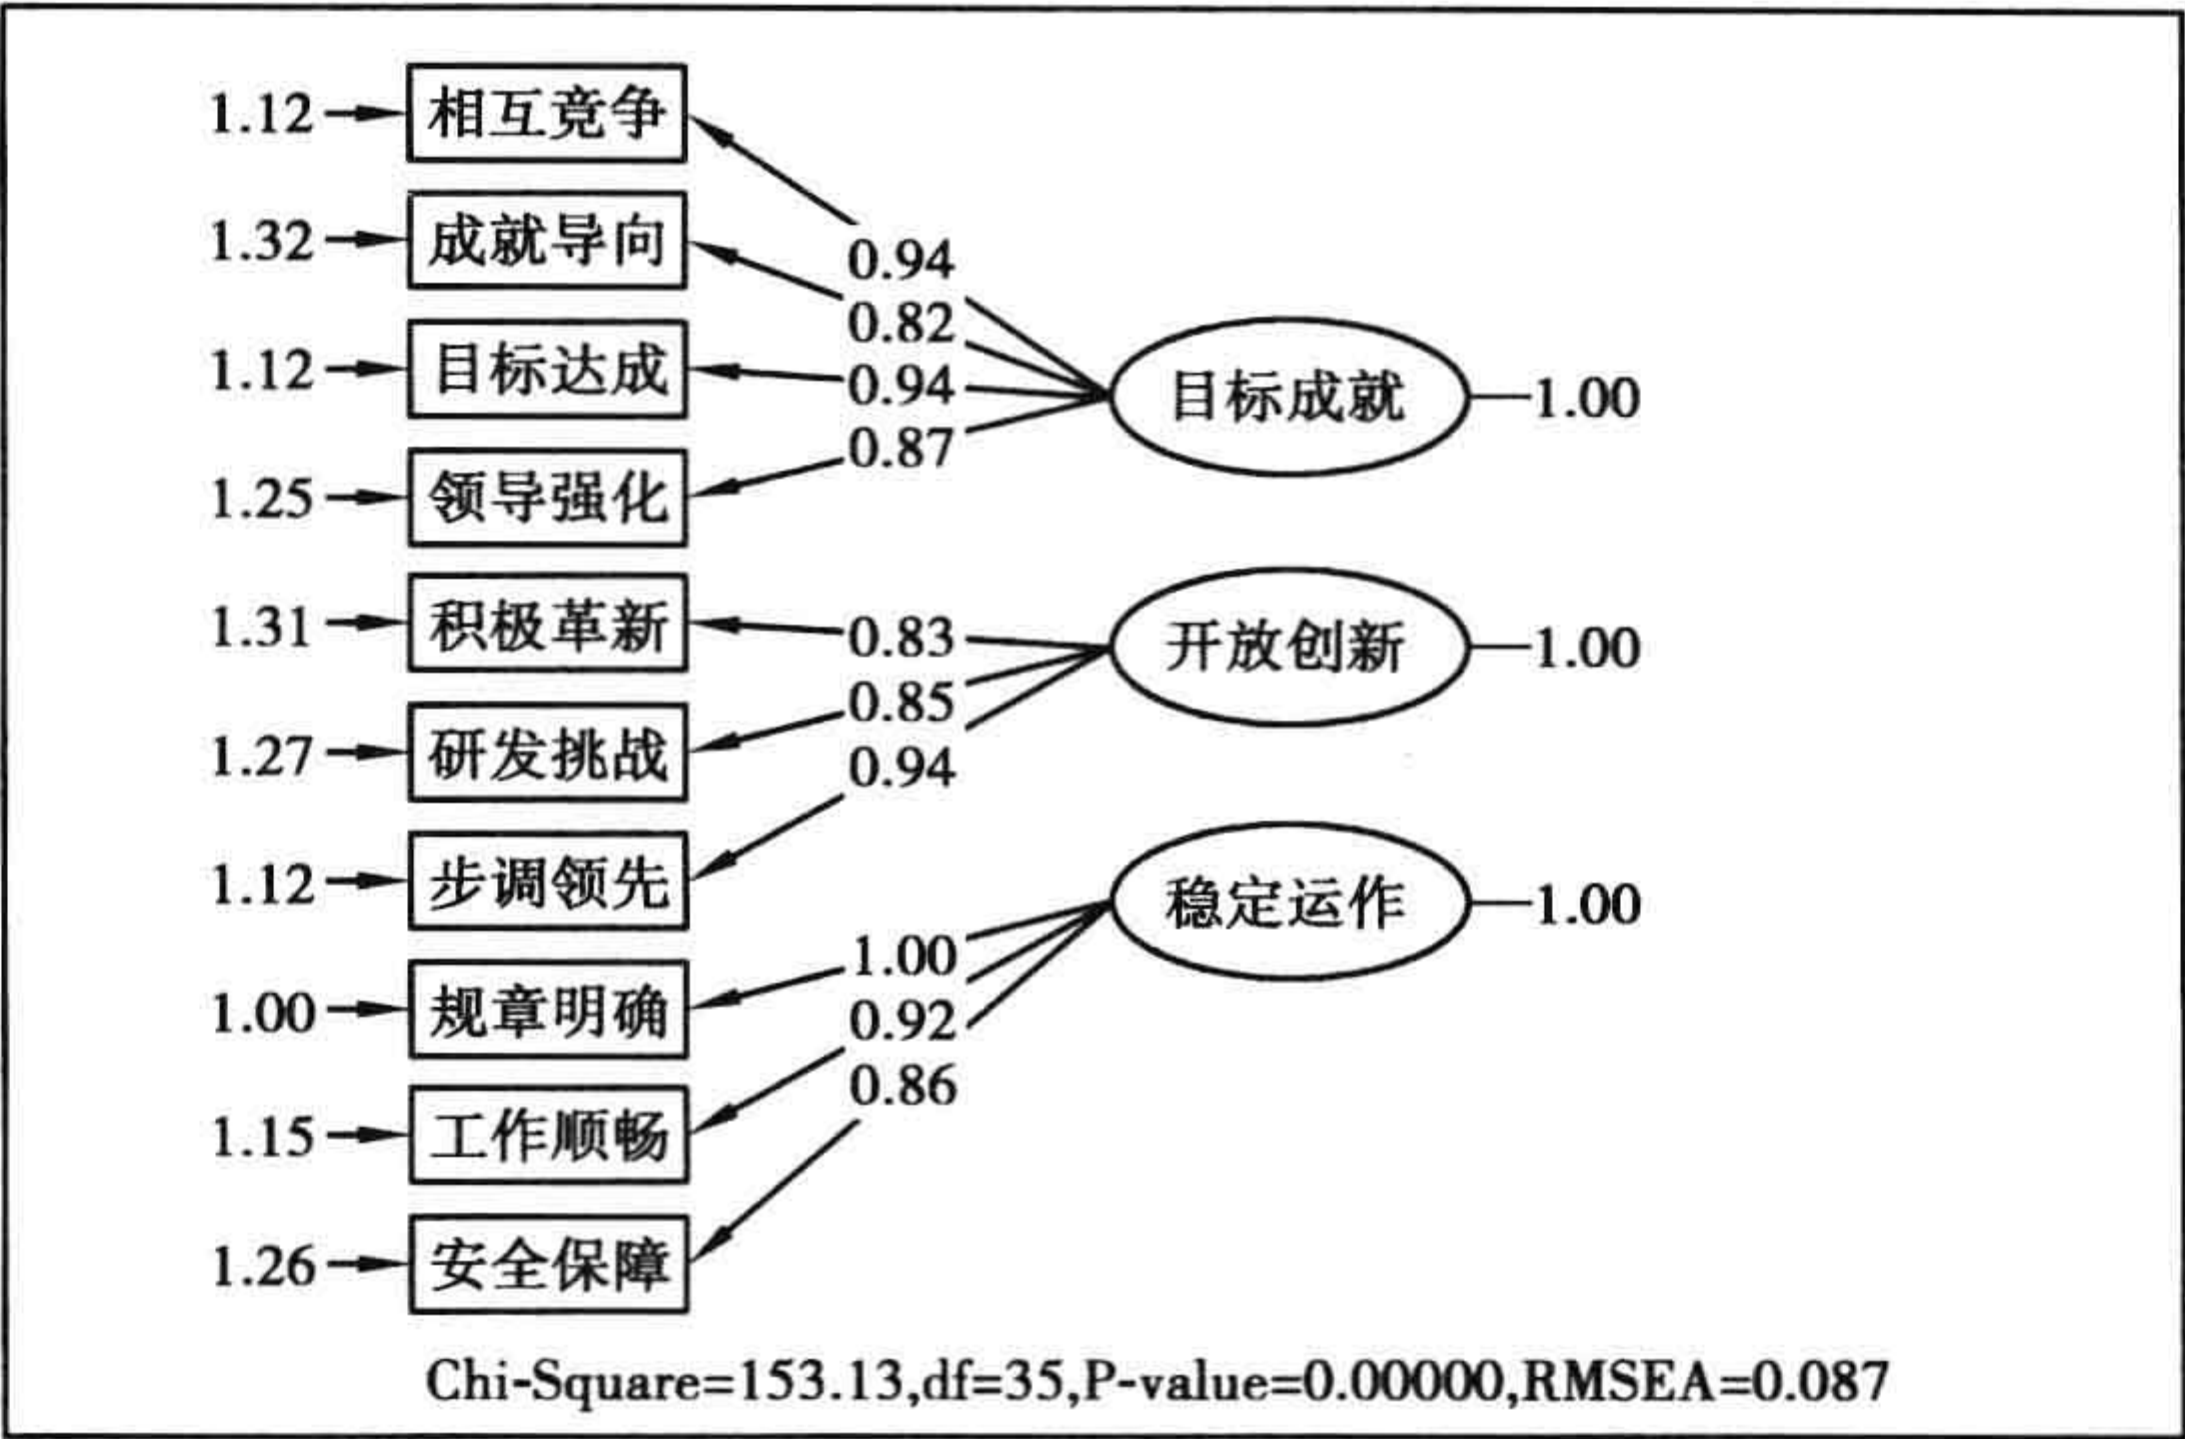 1.12 相互竞争
1.32 成就导向
1.12 目标达成
1.25 领导强化
1.31 积极革新
1.27 研发挑战
1.12 步调领先
1.00 规章明确
1.15 工作顺畅
1.26 安全保障
0.94
0.82
0.94
0.87
0.83
0.85
0.94
1.00
0.92
0.86
目标成就 1.00
开放创新 1.00
稳定运作 1.00
Chi-Square=153.13,df=35,P-value=0.00000,RMSEA=0.087